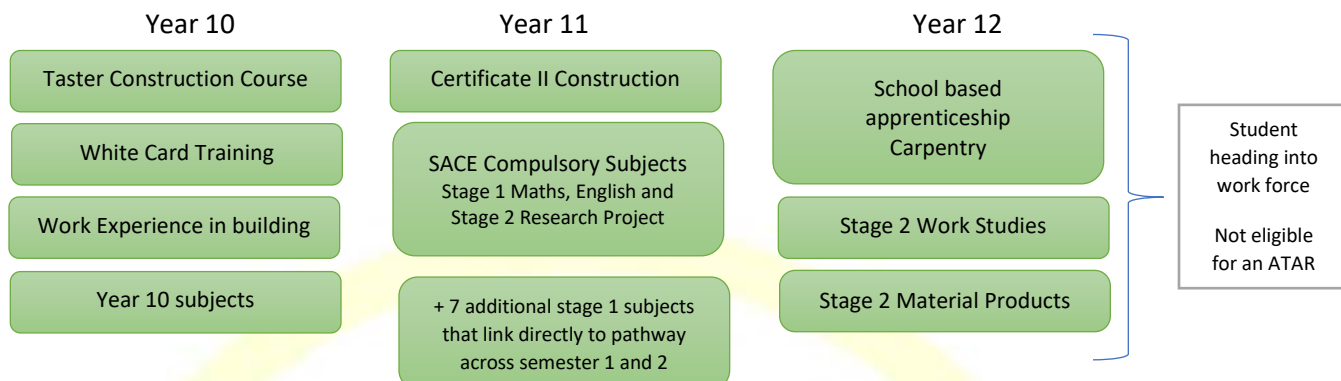 Year 10
Taster Construction Course
White Card Training
Work Experience in building
Year 10 subjects
Year 11
Certificate II Construction
SACE Compulsory Subjects
Stage 1 Maths, English and
Stage 2 Research Project
+ 7 additional stage 1 subjects
that link directly to pathway
across semester 1 and 2
Year 12
School based
apprenticeship
Carpentry
Stage 2 Work Studies
Stage 2 Material Products
Student
heading into
work force
Not eligible
for an ATAR